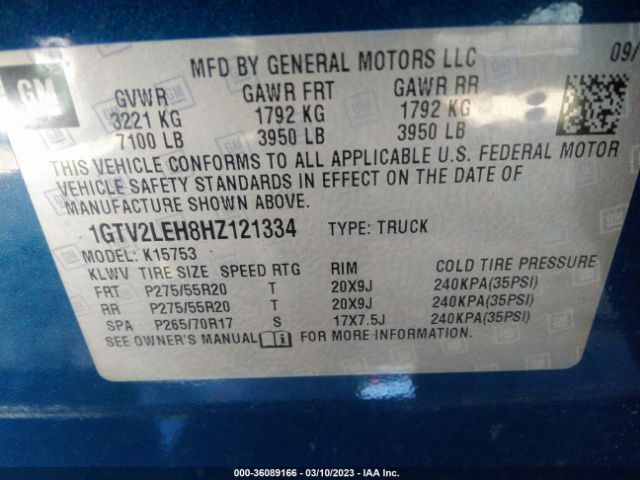 GM
MFD BY GENERAL MOTORS LLC 09/
GVWR GAWR FRT GAWR RR
3221 KG 1792 KG 1792 KG
7100 LB 3950 LB 3950 LB
THIS VEHICLE CONFORMS TO ALL APPLICABLE U.S. FEDERAL MOTOR
VEHICLE SAFETY STANDARDS IN EFFECT ON THE DATE OF
MANUFACTURE SHOWN ABOVE.
1GTV2LEH8HZ121334 TYPE: TRUCK
MODEL: K15753
KLWV TIRE SIZE SPEED RTG RIM COLD TIRE PRESSURE
FRT P275/55R20 T 20X9J 240KPA(35PSI)
RR P275/55R20 T 20X9J 240KPA(35PSI)
SPA P265/70R17 S 17X7.5J 240KPA(35PSI)
SEE OWNER'S MANUAL i FOR MORE INFORMATION.
000-36089166 - 03/10/2023 - IAA Inc.